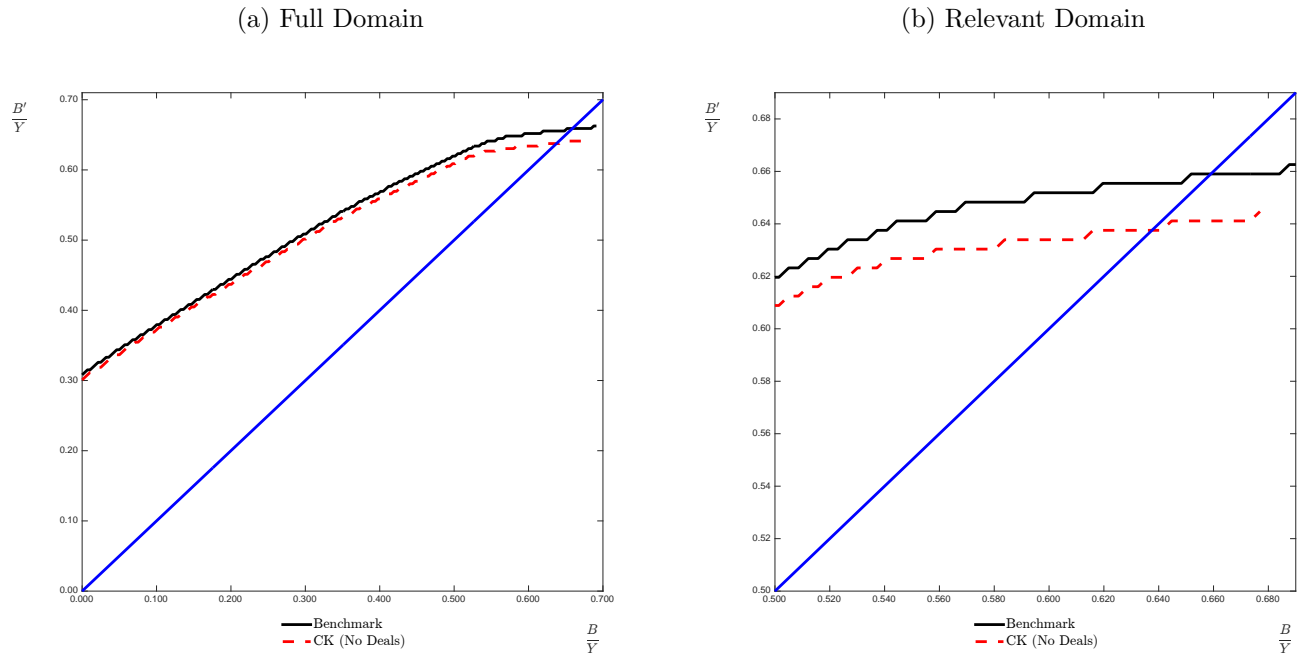 (a) Full Domain
B′/Y
0.70
0.60
0.50
0.40
0.30
0.20
0.10
0.00
0.000 0.100 0.200 0.300 0.400 0.500 0.600 0.700
Benchmark
CK (No Deals)
B/Y
(b) Relevant Domain
B′/Y
0.68
0.66
0.64
0.62
0.60
0.58
0.56
0.54
0.52
0.50
0.500 0.520 0.540 0.560 0.580 0.600 0.620 0.640 0.660 0.680
Benchmark
CK (No Deals)
B/Y